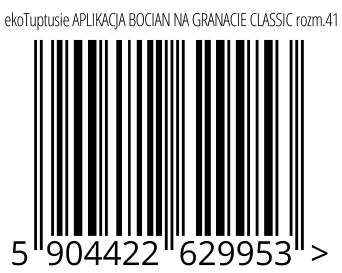 ekoTuptusie APLIKACJA BOCIAN NA GRANACIE CLASSIC rozm.41
5 904422 629953 >